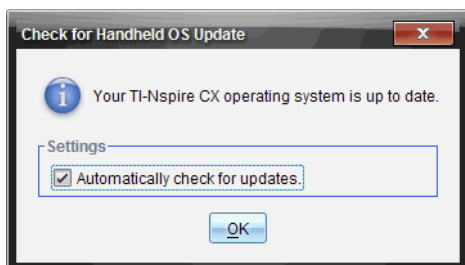 Check for Handheld OS Update
Your TI-Nspire CX operating system is up to date.
Settings
Automatically check for updates.
OK